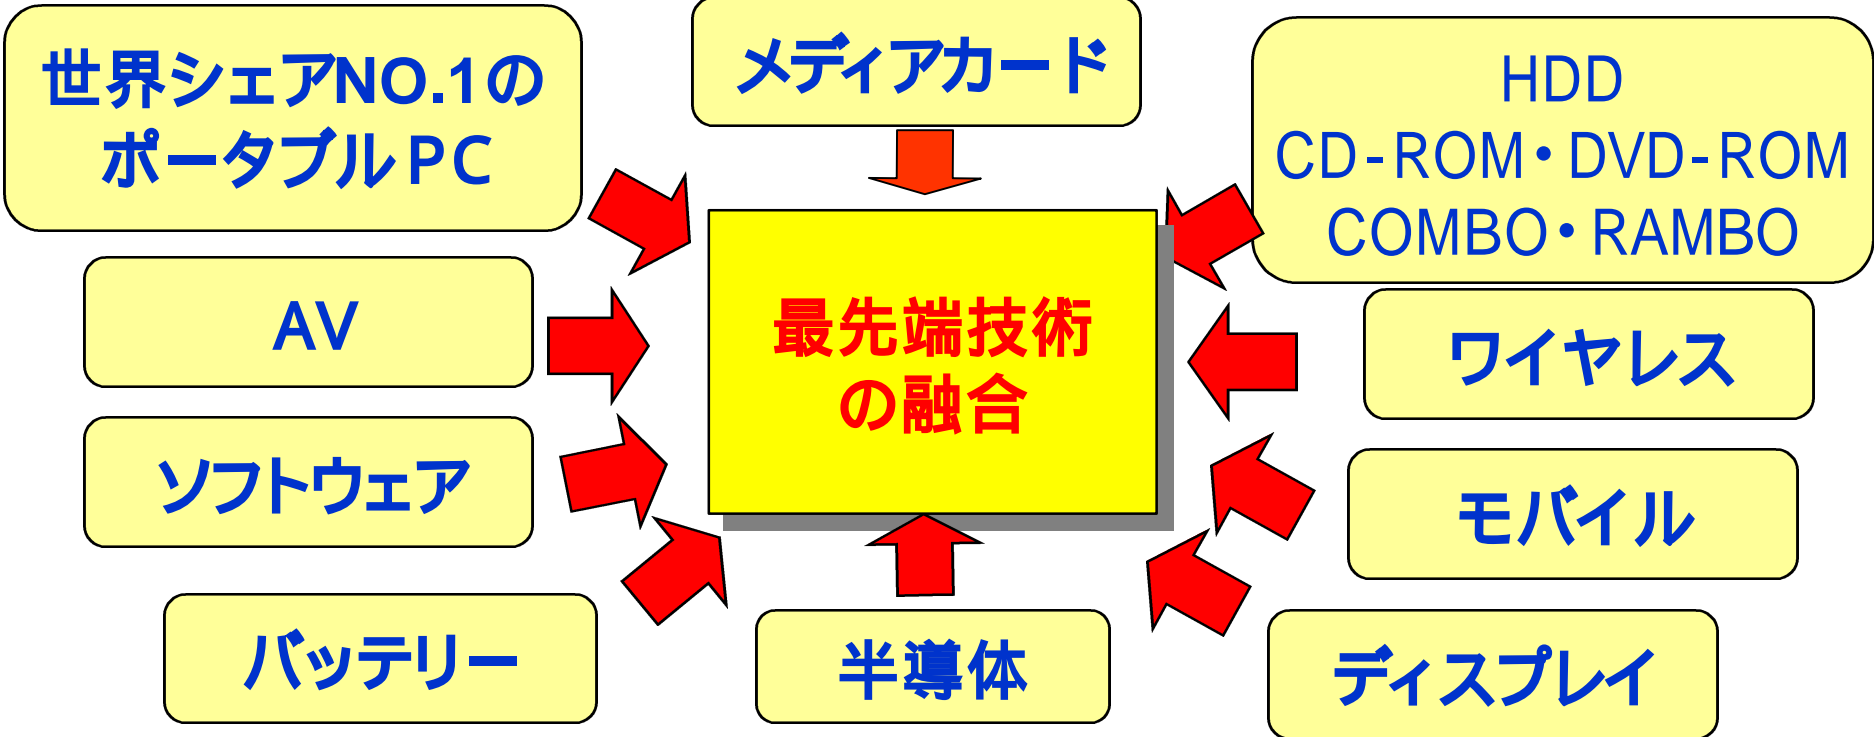 世界シェアNO.1の
ポータブルPC
メディアカード
HDD
CD-ROM・DVD-ROM
COMBO・RAMBO
AV
最先端技術
の融合
ワイヤレス
ソフトウェア
モバイル
バッテリー
半導体
ディスプレイ